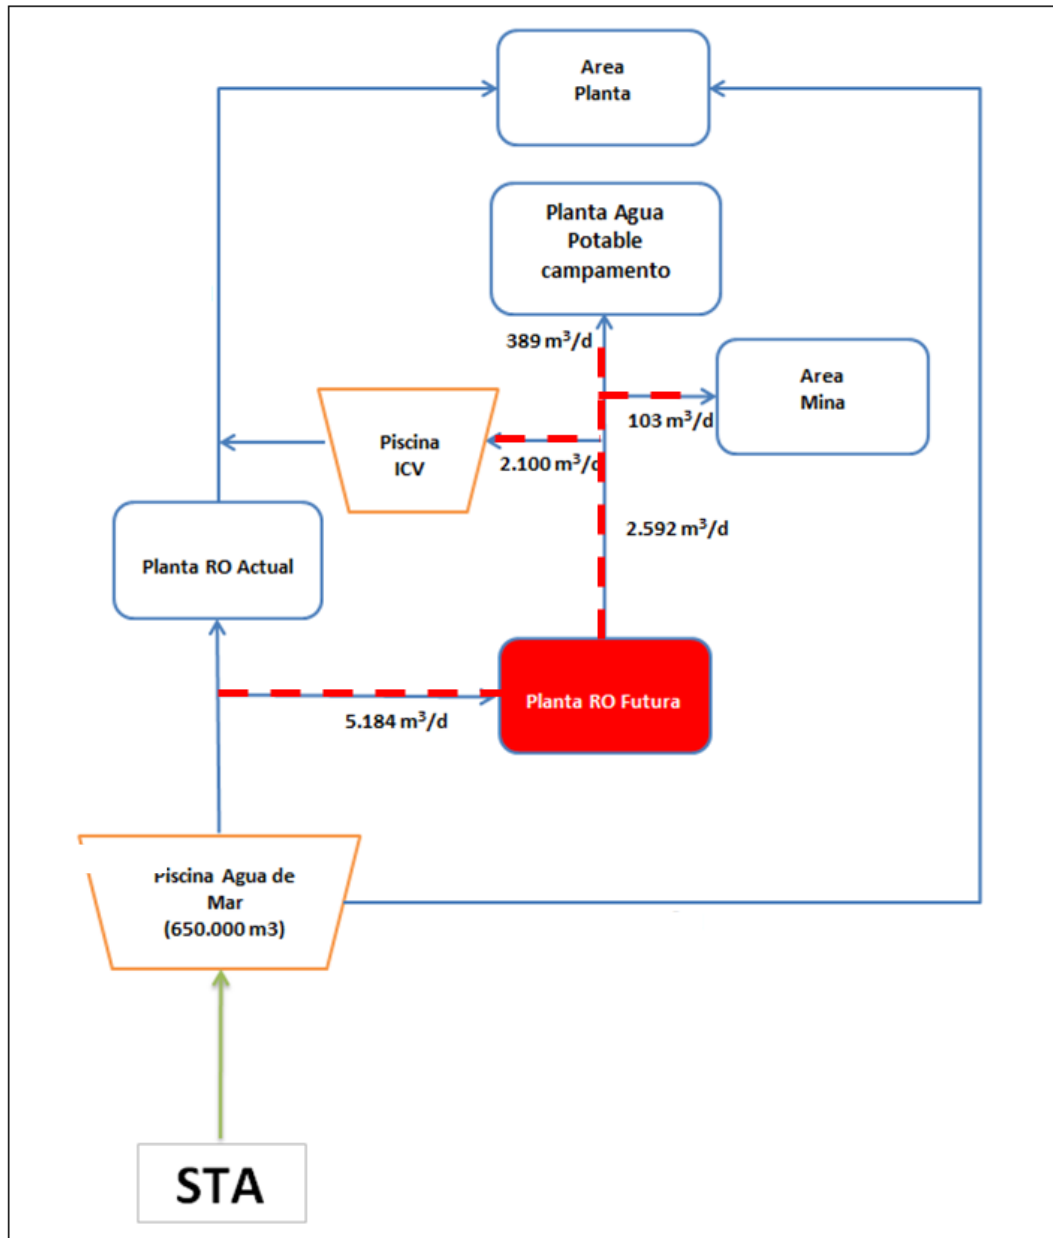 Area
Planta
Planta Agua
Potable
campamento
389 m³/d
Area
Mina
103 m³/d
Piscina
ICV
2.100 m³/d
2.592 m³/d
Planta RO Actual
Planta RO Futura
5.184 m³/d
Piscina Agua de
Mar
(650.000 m3)
STA